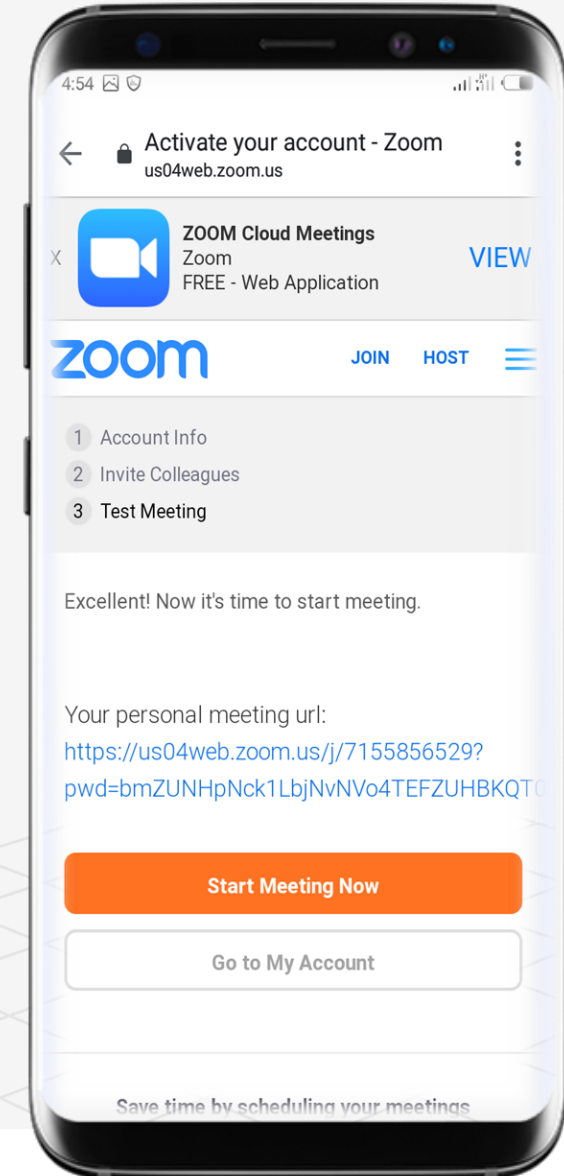 4:54
Activate your account - Zoom
us04web.zoom.us
X
ZOOM Cloud Meetings
Zoom
FREE - Web Application
VIEW
zoom
JOIN HOST
1 Account Info
2 Invite Colleagues
3 Test Meeting
Excellent! Now it's time to start meeting.
Your personal meeting url:
https://us04web.zoom.us/j/7155856529?
pwd=bmZUNHpNck1LbjNvNVo4TEFZUHBKQT0
Start Meeting Now
Go to My Account
Save time by scheduling your meetings